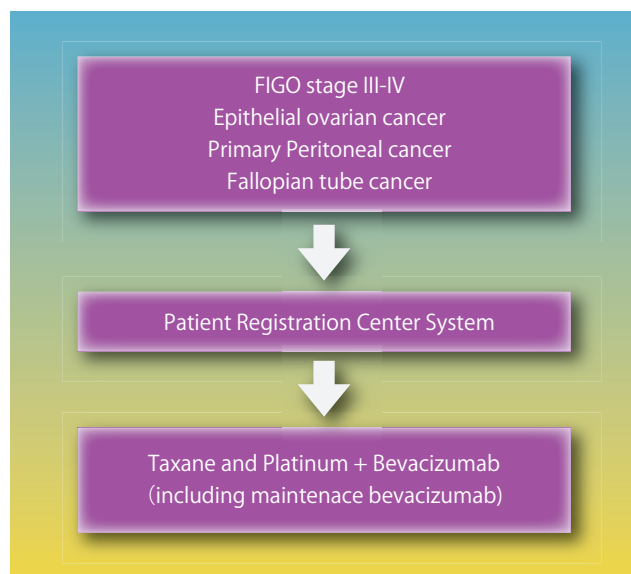 FIGO stage III-IV
Epithelial ovarian cancer
Primary Peritoneal cancer
Fallopian tube cancer
Patient Registration Center System
Taxane and Platinum + Bevacizumab
(including maintenace bevacizumab)